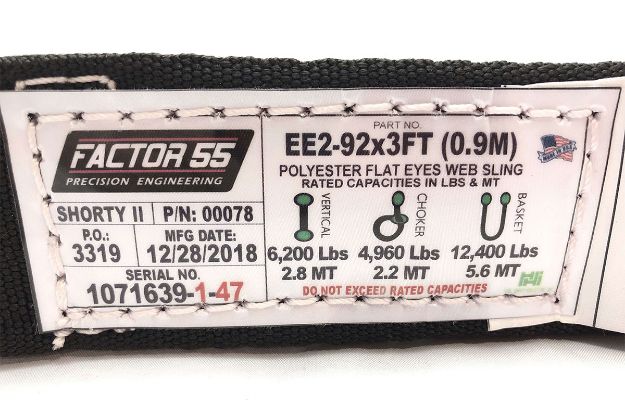 FACTOR 55
PRECISION ENGINEERING
SHORTY II P/N: 00078
P.O.: MFG DATE:
3319 12/28/2018
SERIAL NO.
1071639-1-47
PART NO.
EE2-92x3FT (0.9M)
MADE IN USA
POLYESTER FLAT EYES WEB SLING
RATED CAPACITIES IN LBS & MT
VERTICAL CHOKER BASKET
6,200 Lbs 4,960 Lbs 12,400 Lbs
2.8 MT 2.2 MT 5.6 MT
DO NOT EXCEED RATED CAPACITIES